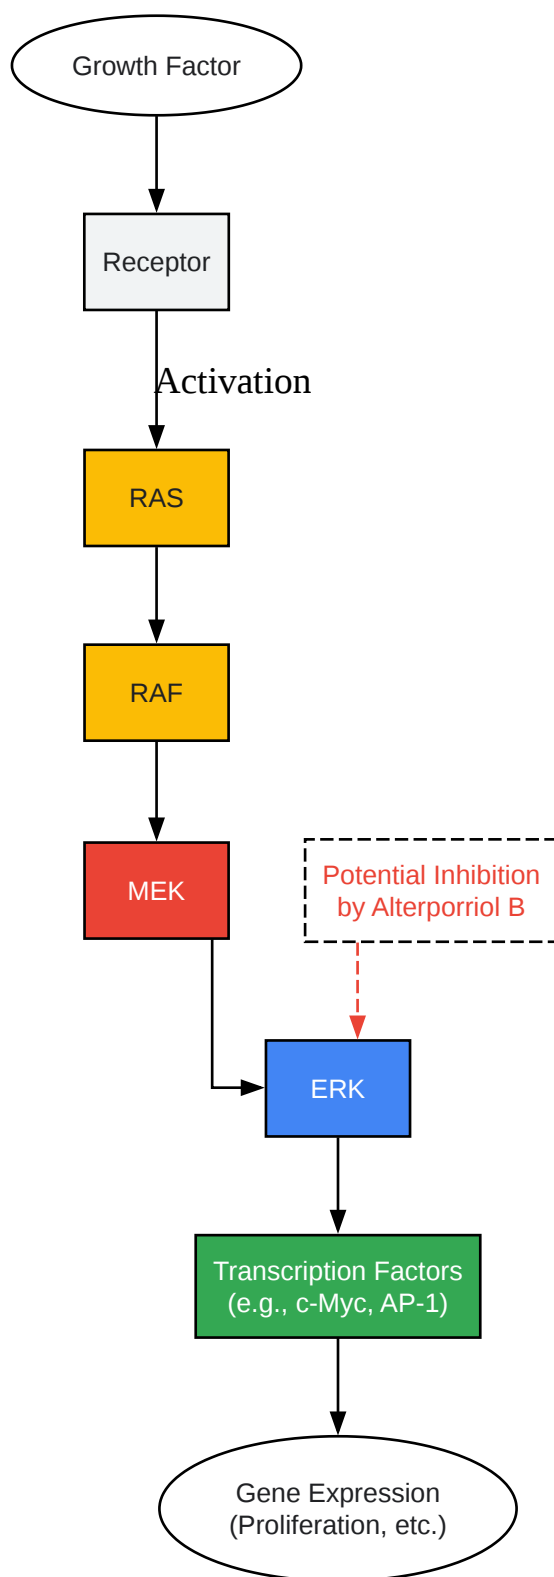 Growth Factor
Receptor
Activation
RAS
RAF
MEK
Potential Inhibition
by Alterporriol B
ERK
Transcription Factors
(e.g., c-Myc, AP-1)
Gene Expression
(Proliferation, etc.)